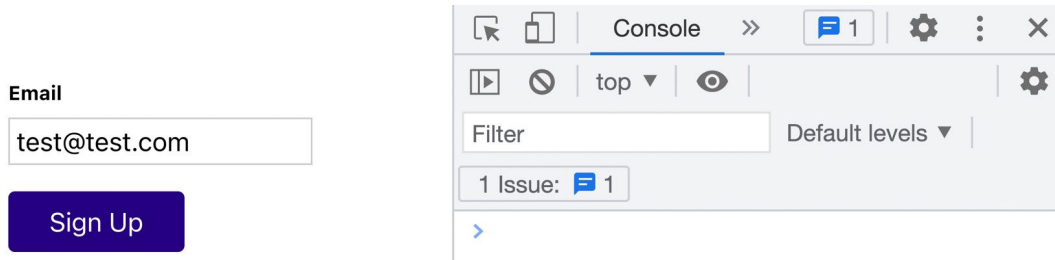 Email
test@test.com
Sign Up
Console
1
top
Filter
Default levels
1 Issue: 1